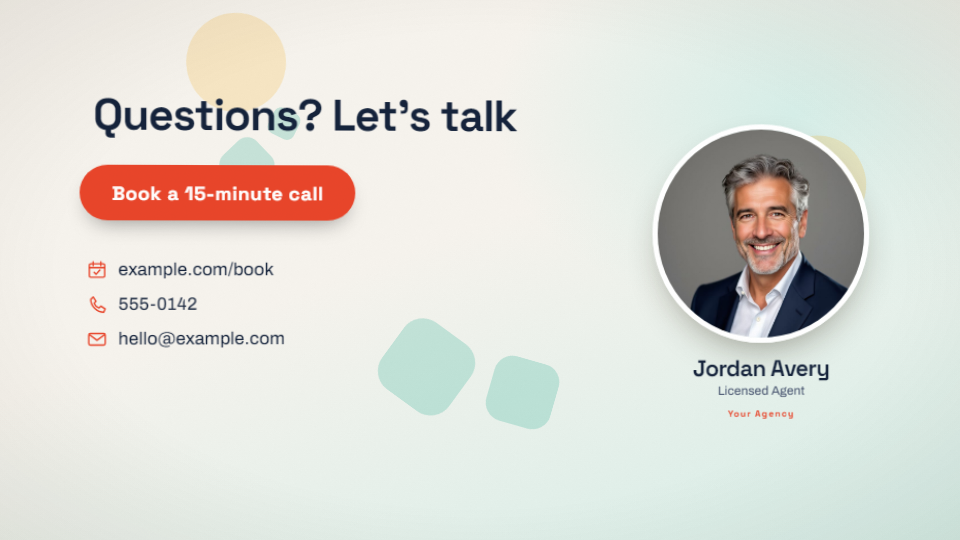 Questions? Let's talk
Book a 15-minute call
example.com/book
555-0142
hello@example.com
Jordan Avery
Licensed Agent
Your Agency